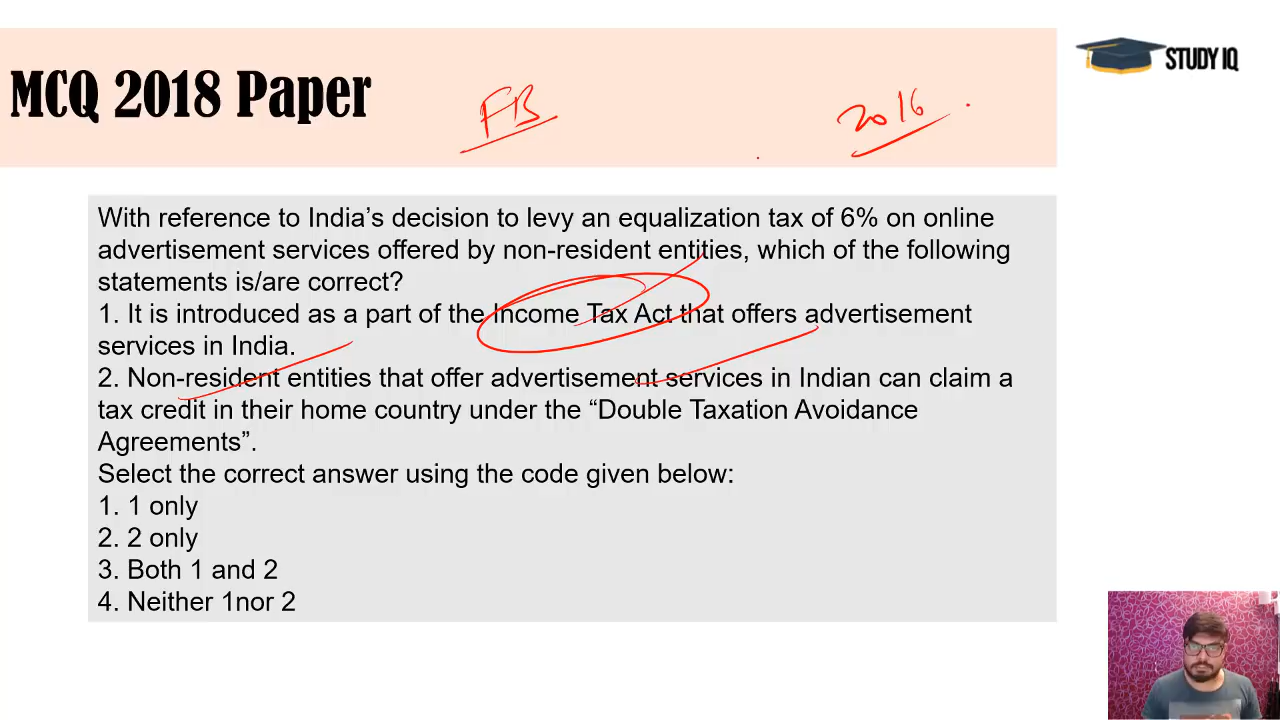 MCQ 2018 Paper
FB
2016
STUDY IQ
With reference to India’s decision to levy an equalization tax of 6% on online
advertisement services offered by non-resident entities, which of the following
statements is/are correct?
1. It is introduced as a part of the Income Tax Act that offers advertisement
services in India.
2. Non-resident entities that offer advertisement services in Indian can claim a
tax credit in their home country under the “Double Taxation Avoidance
Agreements”.
Select the correct answer using the code given below:
1. 1 only
2. 2 only
3. Both 1 and 2
4. Neither 1nor 2